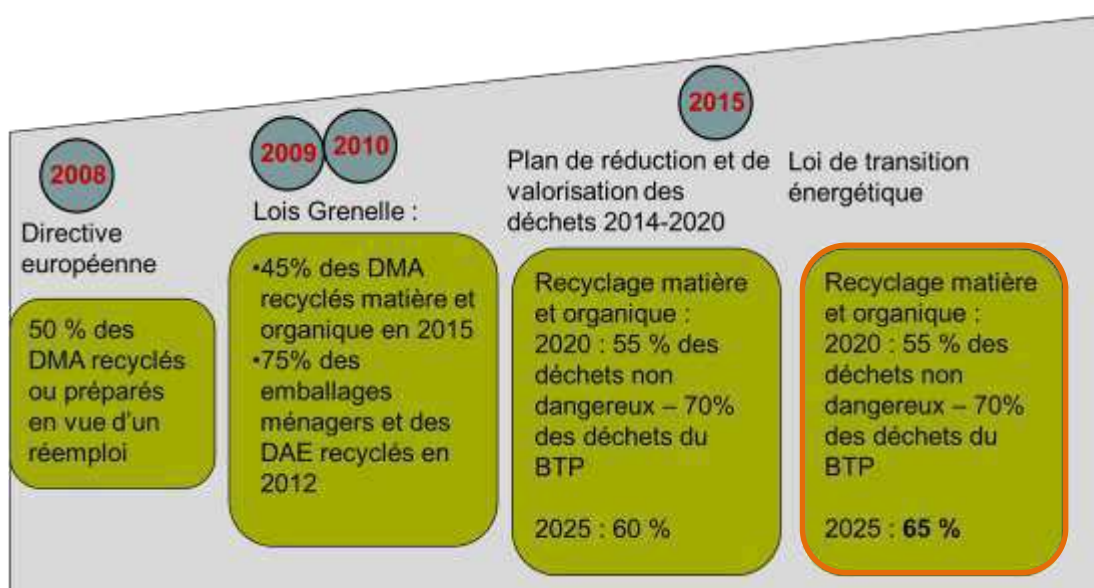 2008
Directive
européenne
50 % des
DMA recyclés
ou préparés
en vue d'un
réemploi
2009
2010
Lois Grenelle :
•45% des DMA
recyclés matière et
organique en 2015
•75% des
emballages
ménagers et des
DAE recyclés en
2012
2015
Plan de réduction et de
valorisation des
déchets 2014-2020
Recyclage matière
et organique :
2020 : 55 % des
déchets non
dangereux – 70%
des déchets du
BTP
2025 : 60 %
Loi de transition
énergétique
Recyclage matière
et organique :
2020 : 55 % des
déchets non
dangereux – 70%
des déchets du
BTP
2025 : 65 %